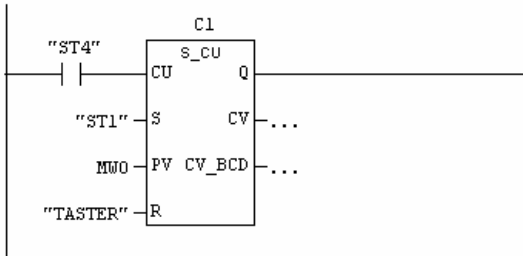 C1
"ST4"
S_CU
CU Q
"ST1" S CV ...
MW0 PV CV_BCD ...
"TASTER" R